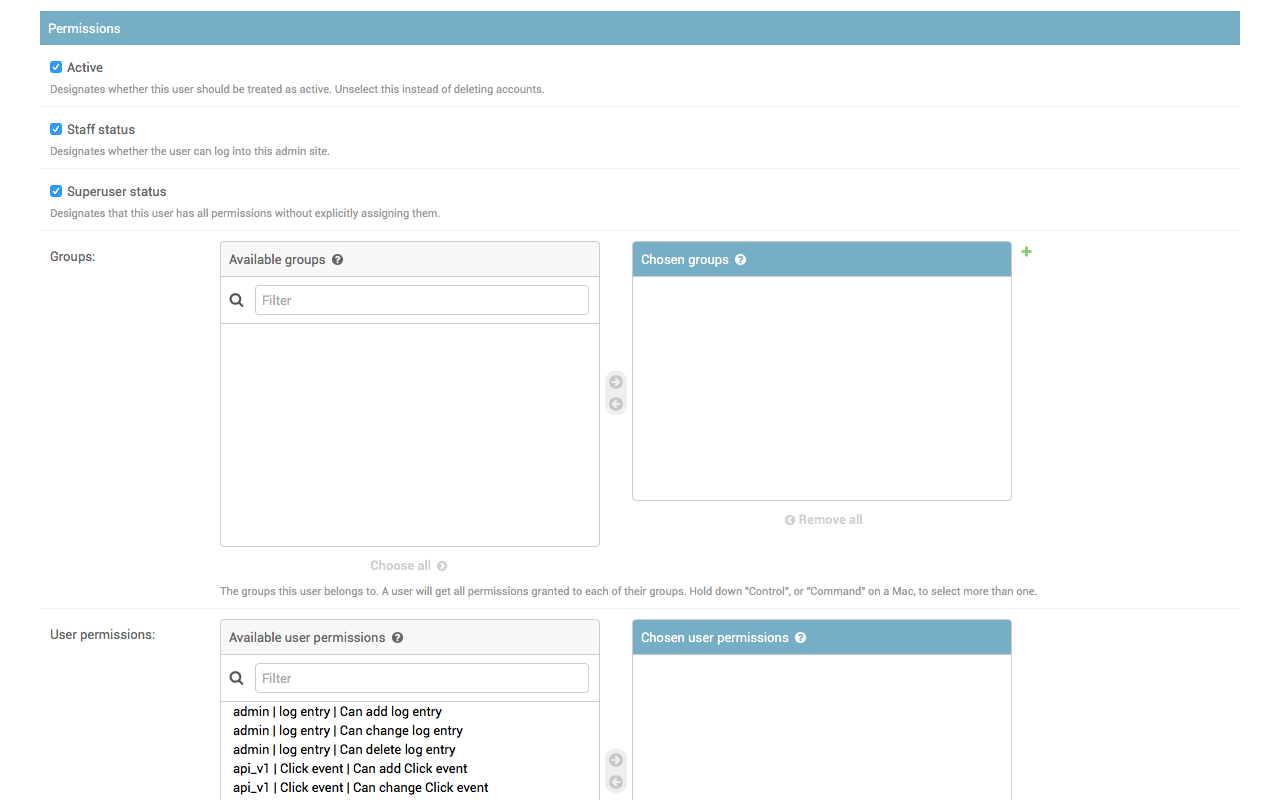 Permissions
Active
Designates whether this user should be treated as active. Unselect this instead of deleting accounts.
Staff status
Designates whether the user can log into this admin site.
Superuser status
Designates that this user has all permissions without explicitly assigning them.
Groups:
Available groups
Filter
Choose all
Chosen groups
Remove all
The groups this user belongs to. A user will get all permissions granted to each of their groups. Hold down "Control", or "Command" on a Mac, to select more than one.
User permissions:
Available user permissions
Filter
admin | log entry | Can add log entry
admin | log entry | Can change log entry
admin | log entry | Can delete log entry
api_v1 | Click event | Can add Click event
api_v1 | Click event | Can change Click event
Chosen user permissions